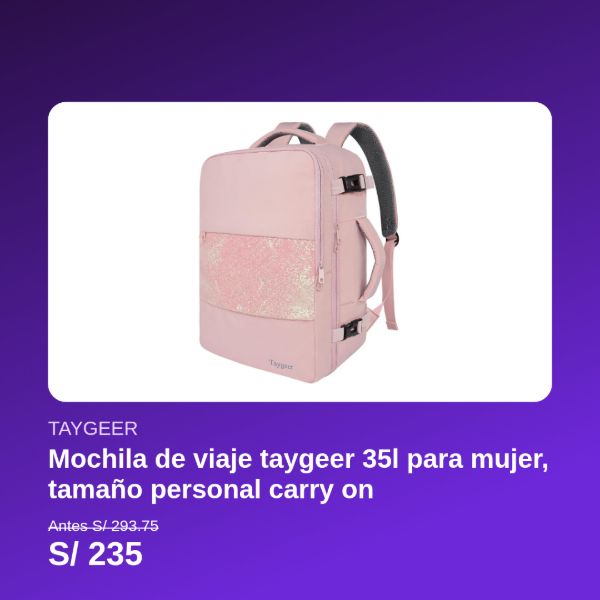 Taygeer
TAYGEER
Mochila de viaje taygeer 35l para mujer,
tamaño personal carry on
Antes S/ 293.75
S/ 235